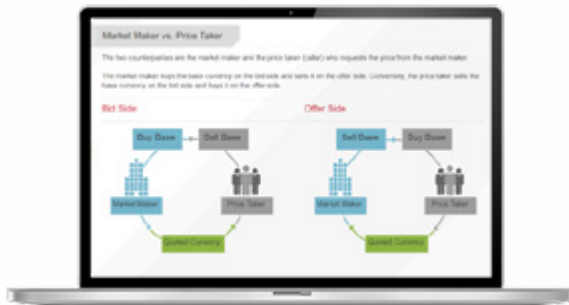 Market Maker vs. Price Taker
The two counterparties are the market maker and the price taker (caller) who requests the price from the market maker.
The market maker buys the base currency on the bid side and sells it on the offer side. Conversely, the price taker sells the
base currency on the bid side and buys it on the offer side.
Bid Side Offer Side
Buy Base Sell Base Sell Base Buy Base
Market Maker Price Taker Market Maker Price Taker
Quoted Currency Quoted Currency